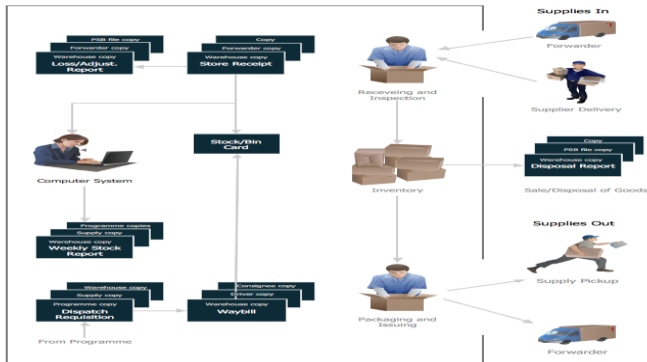 PSB file copy
Forwarder copy
Warehouse copy
Loss/Adjust.
Report
Copy
Forwarder copy
Warehouse copy
Store Receipt
Stock/Bin
Card
Computer System
Programme copies
Supply copy
Warehouse copy
Weekly Stock
Report
Warehouse copy
Supply copy
Programme copy
Dispatch
Requisition
From Programme
Consignee copy
Driver copy
Warehouse copy
Waybill
Receveing and
Inspection
Inventory
Packaging and
Issuing
Supplies In
Forwarder
Supplier Delivery
Copy
PSB file copy
Warehouse copy
Disposal Report
Sale/Disposal of Goods
Supplies Out
Supply Pickup
Forwarder